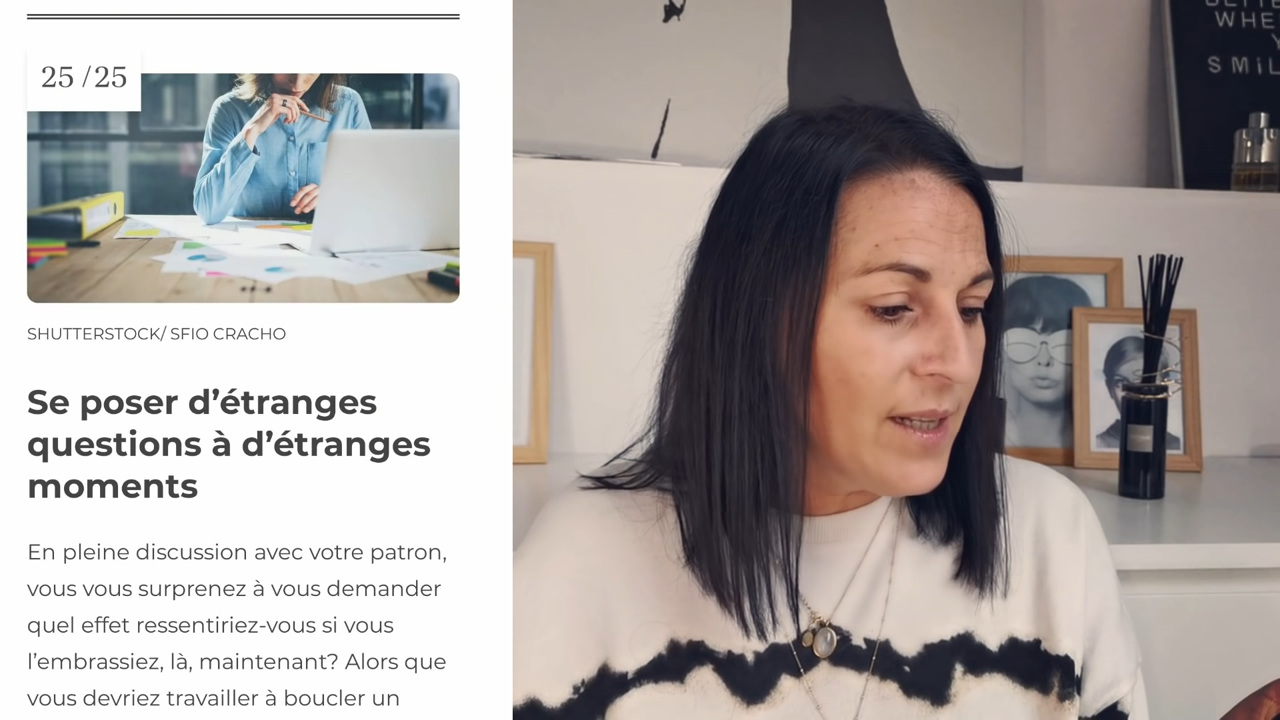 25 / 25
SHUTTERSTOCK/ SFIO CRACHO
Se poser d’étranges
questions à d’étranges
moments
En pleine discussion avec votre patron,
vous vous surprenez à vous demander
quel effet ressentiriez-vous si vous
l’embrassiez, là, maintenant? Alors que
vous devriez travailler à boucler un
WHE
Y
SMIL